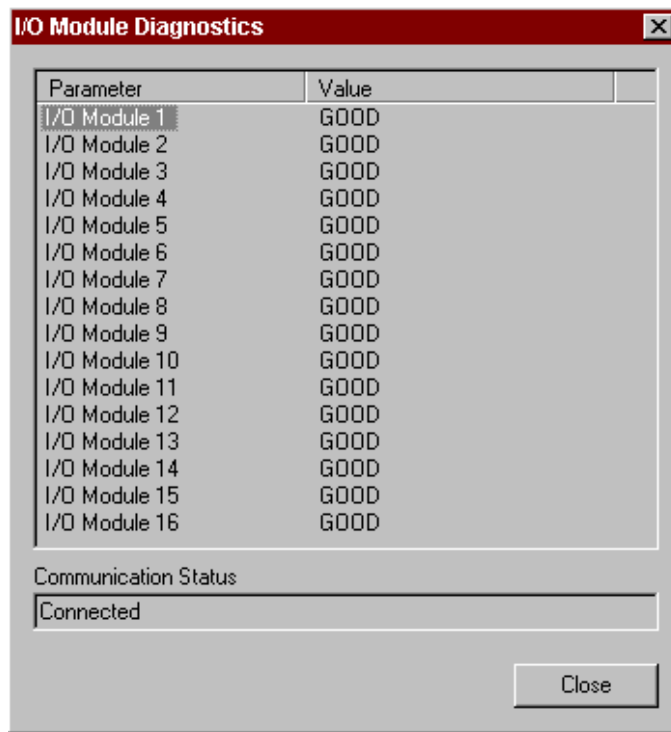 I/O Module Diagnostics
Parameter Value
I/O Module 1 GOOD
I/O Module 2 GOOD
I/O Module 3 GOOD
I/O Module 4 GOOD
I/O Module 5 GOOD
I/O Module 6 GOOD
I/O Module 7 GOOD
I/O Module 8 GOOD
I/O Module 9 GOOD
I/O Module 10 GOOD
I/O Module 11 GOOD
I/O Module 12 GOOD
I/O Module 13 GOOD
I/O Module 14 GOOD
I/O Module 15 GOOD
I/O Module 16 GOOD
Communication Status
Connected
Close